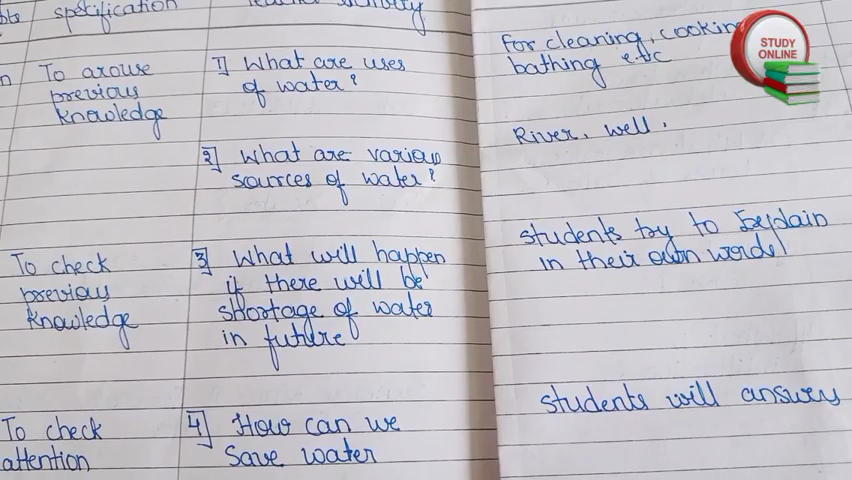 specification
To arouse
previous
knowledge
1] What are uses
of water?
2] What are various
sources of water?
To check
previous
knowledge
3] What will happen
if there will be
shortage of water
in future
To check
attention
4] How can we
Save water
For cleaning, cooking
bathing etc
River, well.
students try to Explain
in their own words
students will answer
STUDY
ONLINE